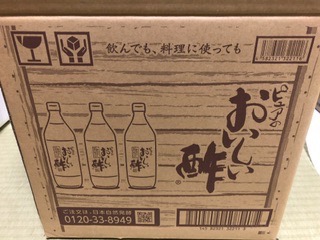 飲んでも、料理に使っても
ピュアの
おいしい
酢
ご注文は、日本自然発酵
0120-33-8949